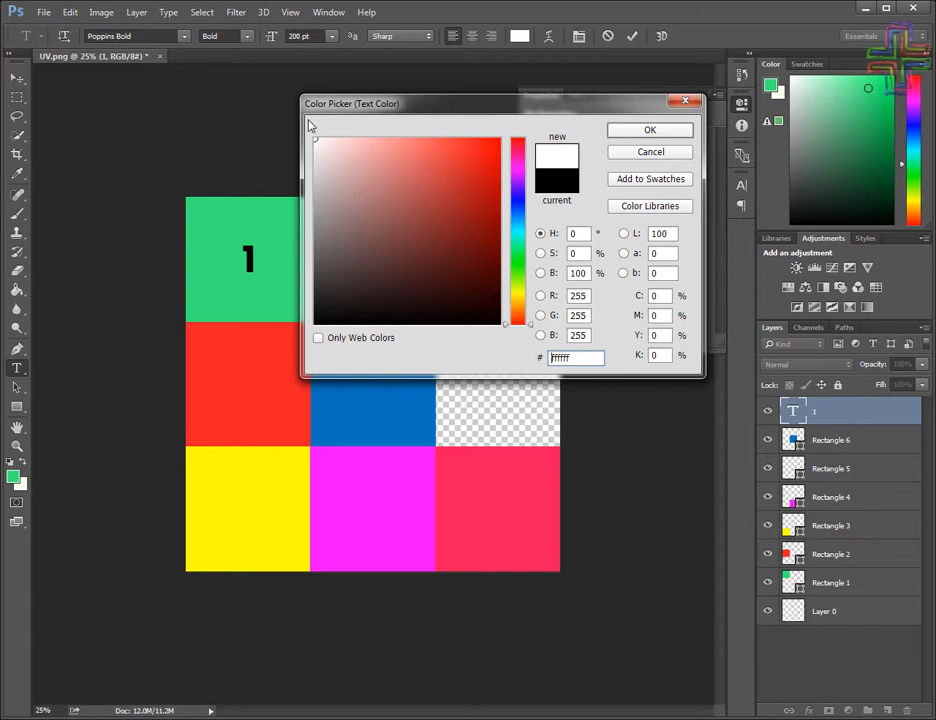 Ps File Edit Image Layer Type Select Filter 3D View Window Help
T Poppins Bold Bold 200 pt aa Sharp 3D Essentials
UV.png @ 25% (1, RGB/8#) * ×
Color Swatches
Color Picker (Text Color)
new
current
OK
Cancel
Add to Swatches
Color Libraries
H: 0 °
S: 0 %
B: 100 %
R: 255
G: 255
B: 255
# ffffff
L: 100
a: 0
b: 0
C: 0 %
M: 0 %
Y: 0 %
K: 0 %
Only Web Colors
1
Libraries Adjustments Styles
Add an adjustment
Layers Channels Paths
Kind
Normal Opacity: 100%
Lock: Fill: 100%
T 1
Rectangle 6
Rectangle 5
Rectangle 4
Rectangle 3
Rectangle 2
Rectangle 1
Layer 0
25% Doc: 12.0M/11.2M